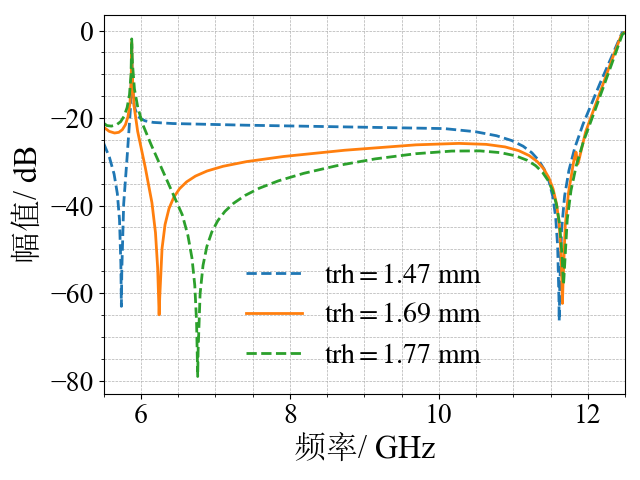 0
−20
−40
−60
−80
幅值/ dB
trh = 1.47 mm
trh = 1.69 mm
trh = 1.77 mm
6 8 10 12
频率/ GHz